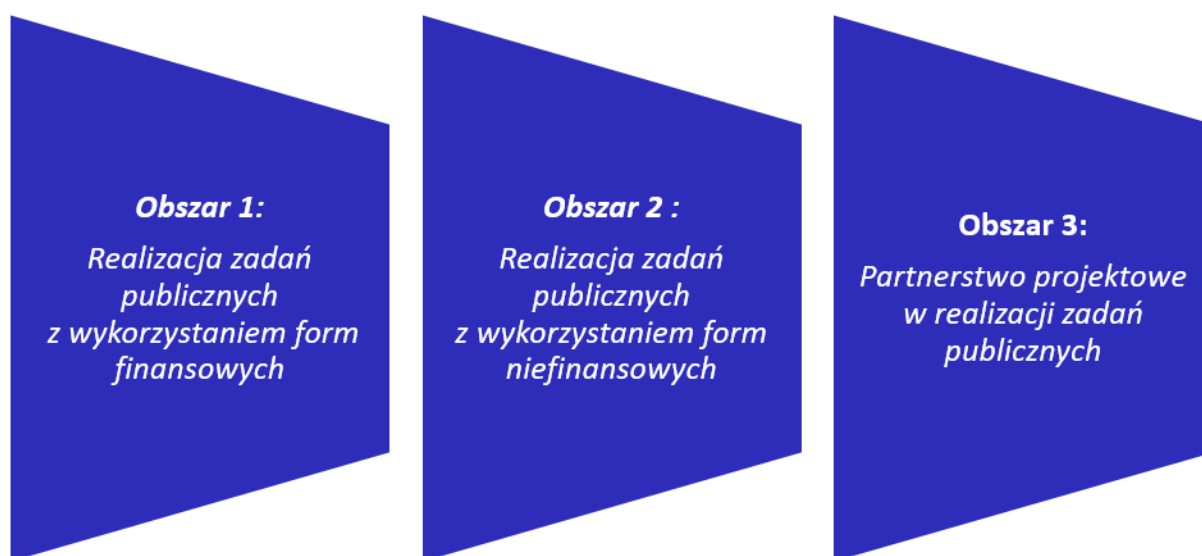 Obszar 1:
Realizacja zadań
publicznych
z wykorzystaniem form
finansowych
Obszar 2 :
Realizacja zadań
publicznych
z wykorzystaniem form
niefinansowych
Obszar 3:
Partnerstwo projektowe
w realizacji zadań
publicznych